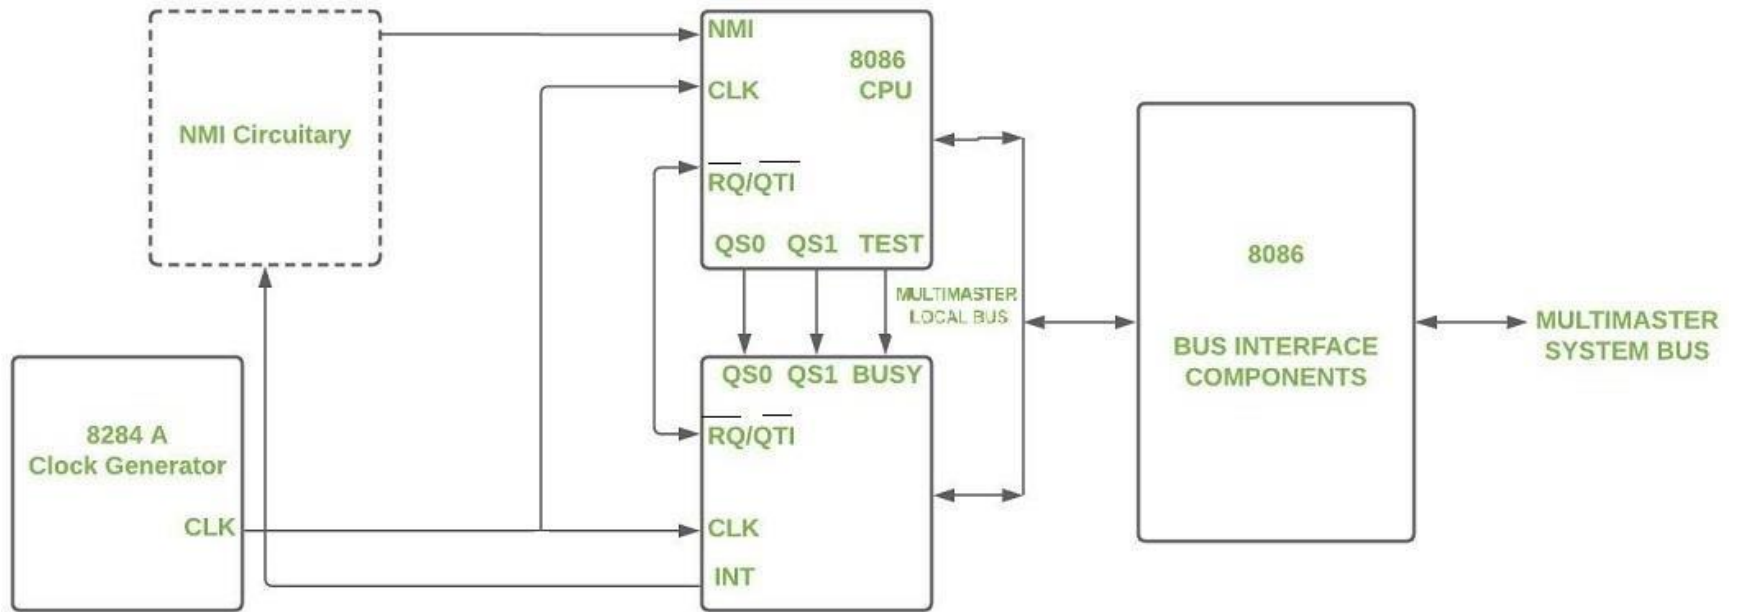 NMI Circuitary
NMI
8086
CPU
CLK
RQ/QTI
QS0 QS1 TEST
MULTIMASTER
LOCAL BUS
QS0 QS1 BUSY
RQ/QTI
CLK
INT
8284 A
Clock Generator
CLK
8086
BUS INTERFACE
COMPONENTS
MULTIMASTER
SYSTEM BUS